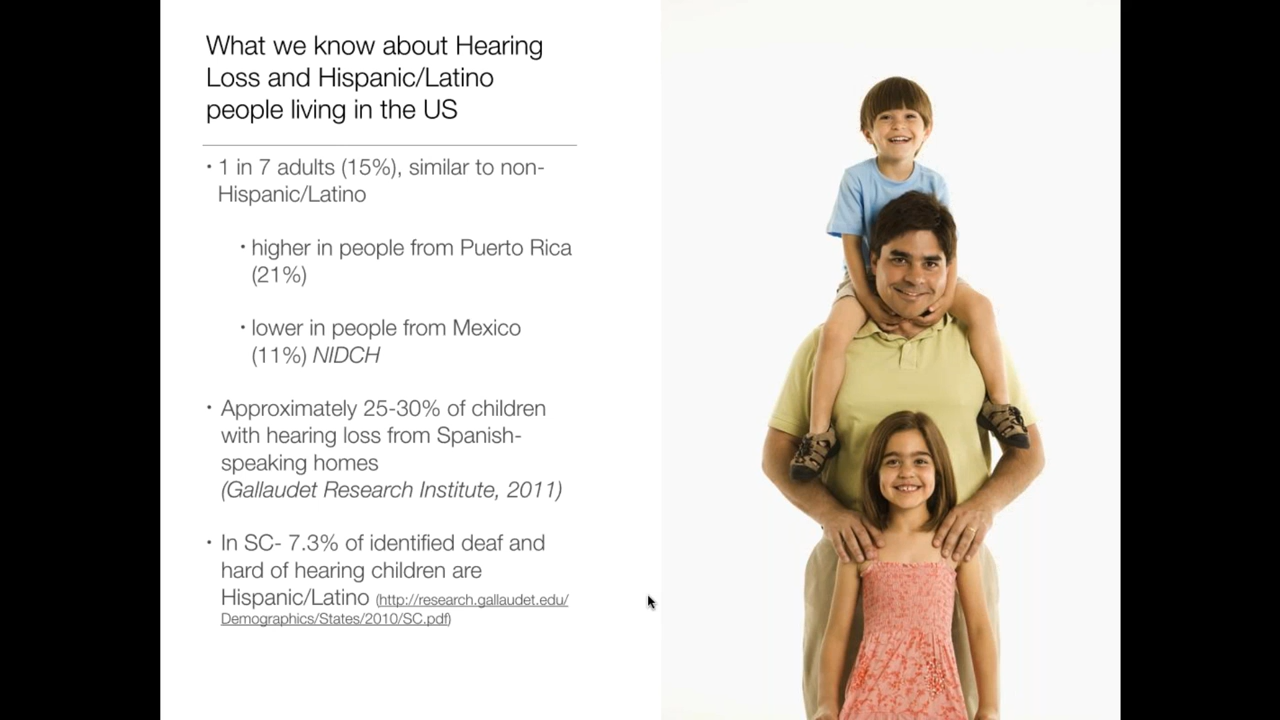 What we know about Hearing
Loss and Hispanic/Latino
people living in the US
• 1 in 7 adults (15%), similar to non-
Hispanic/Latino
• higher in people from Puerto Rica
(21%)
• lower in people from Mexico
(11%) NIDCH
• Approximately 25-30% of children
with hearing loss from Spanish-
speaking homes
(Gallaudet Research Institute, 2011)
• In SC- 7.3% of identified deaf and
hard of hearing children are
Hispanic/Latino (http://research.gallaudet.edu/
Demographics/States/2010/SC.pdf)